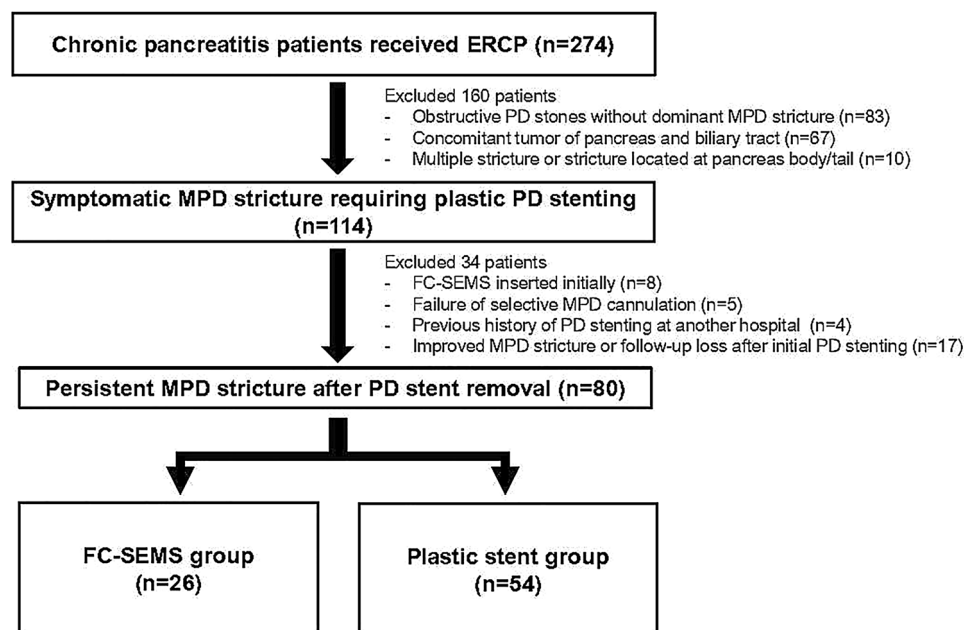 Chronic pancreatitis patients received ERCP (n=274)
Excluded 160 patients
- Obstructive PD stones without dominant MPD stricture (n=83)
- Concomitant tumor of pancreas and biliary tract (n=67)
- Multiple stricture or stricture located at pancreas body/tail (n=10)
Symptomatic MPD stricture requiring plastic PD stenting
(n=114)
Excluded 34 patients
- FC-SEMS inserted initially (n=8)
- Failure of selective MPD cannulation (n=5)
- Previous history of PD stenting at another hospital (n=4)
- Improved MPD stricture or follow-up loss after initial PD stenting (n=17)
Persistent MPD stricture after PD stent removal (n=80)
FC-SEMS group
(n=26)
Plastic stent group
(n=54)